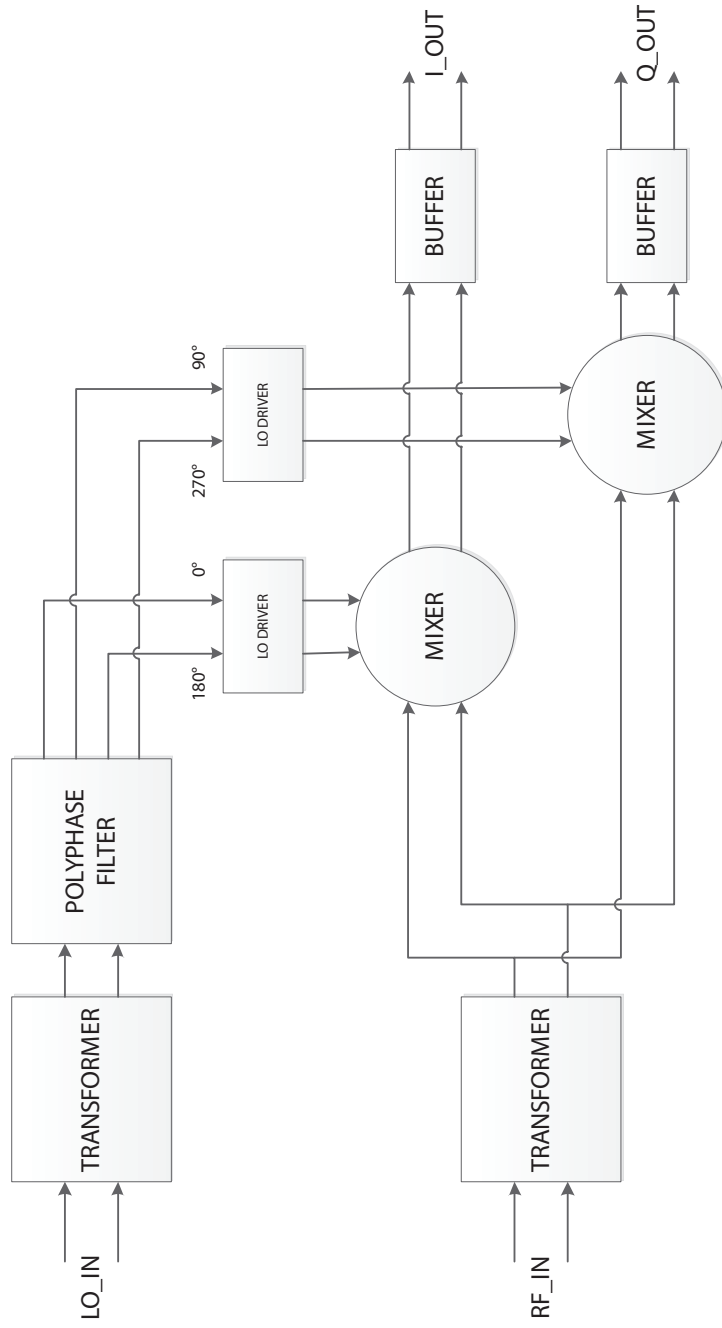 LO_IN
TRANSFORMER
POLYPHASE
FILTER
180°
0°
270°
90°
LO DRIVER
LO DRIVER
RF_IN
TRANSFORMER
MIXER
MIXER
BUFFER
I_OUT
BUFFER
Q_OUT